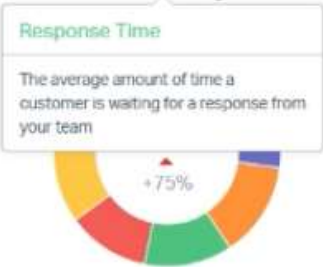 Response Time
The average amount of time a
customer is waiting for a response from
your team
+75%